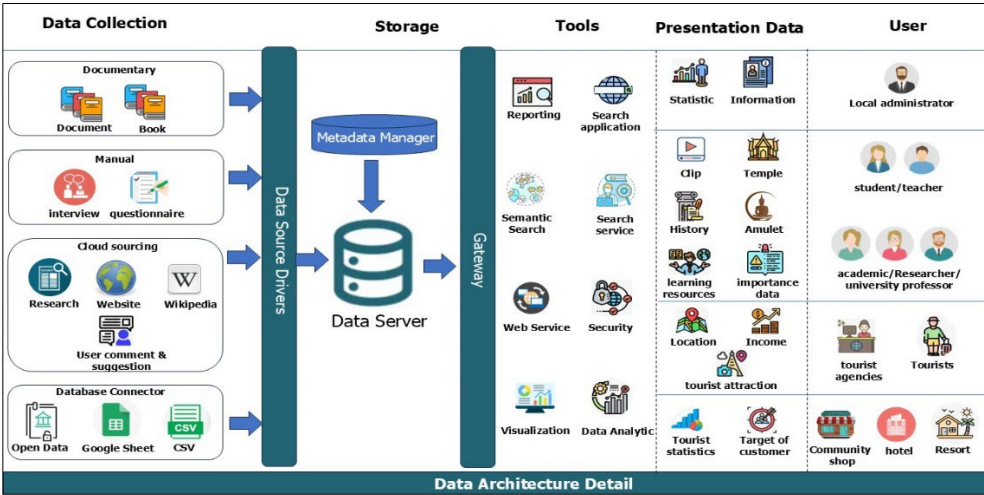 Data Collection
Storage
Tools
Presentation Data
User
Documentary
Document
Book
Manual
interview
questionnaire
Cloud sourcing
Research
Website
W
Wikipedia
User comment &
suggestion
Database Connector
Open Data
Google Sheet
CSV
CSV
Data Source Drivers
Metadata Manager
Data Server
Gateway
Reporting
Search
application
Semantic
Search
Search
service
Web Service
Security
Visualization
Data Analytic
Statistic
Information
Clip
Temple
History
Amulet
learning
resources
importance
data
Location
Income
tourist attraction
Tourist
statistics
Target of
customer
Local administrator
student/teacher
academic/Researcher/
university professor
tourist
agencies
Tourists
Community
shop
hotel
Resort
Data Architecture Detail